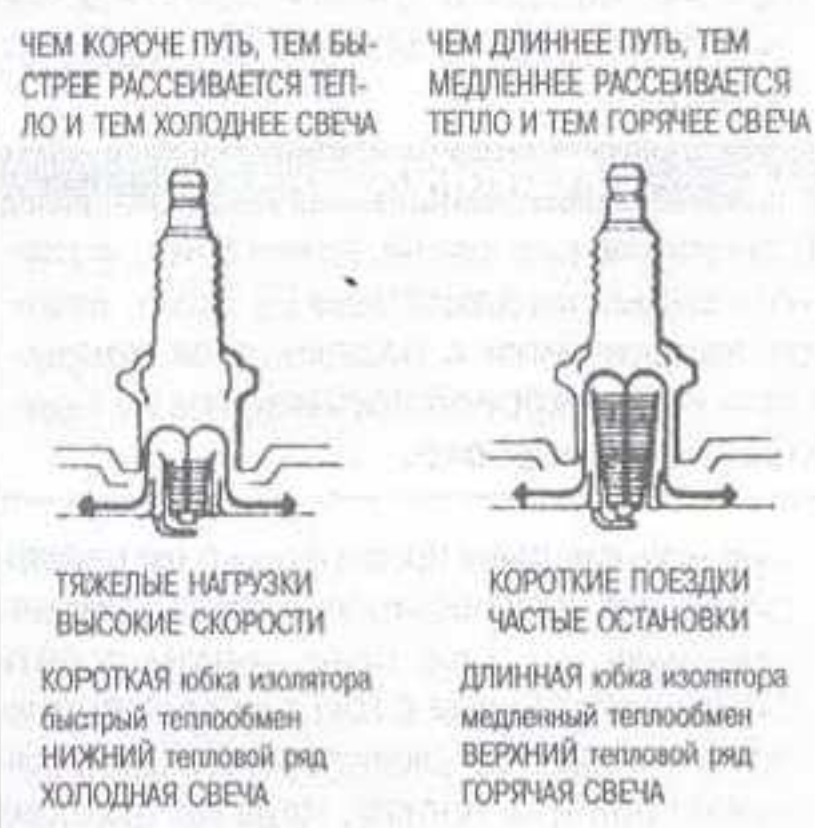 ЧЕМ КОРОЧЕ ПУТЬ, ТЕМ БЫ-
СТРЕЕ РАССЕИВАЕТСЯ ТЕП-
ЛО И ТЕМ ХОЛОДНЕЕ СВЕЧА
ЧЕМ ДЛИННЕЕ ПУТЬ, ТЕМ
МЕДЛЕННЕЕ РАССЕИВАЕТСЯ
ТЕПЛО И ТЕМ ГОРЯЧЕЕ СВЕЧА
ТЯЖЕЛЫЕ НАГРУЗКИ
ВЫСОКИЕ СКОРОСТИ
КОРОТКАЯ юбка изолятора
быстрый теплообмен
НИЖНИЙ тепловой ряд
ХОЛОДНАЯ СВЕЧА
КОРОТКИЕ ПОЕЗДКИ
ЧАСТЫЕ ОСТАНОВКИ
ДЛИННАЯ юбка изолятора
медленный теплообмен
ВЕРХНИЙ тепловой ряд
ГОРЯЧАЯ СВЕЧА